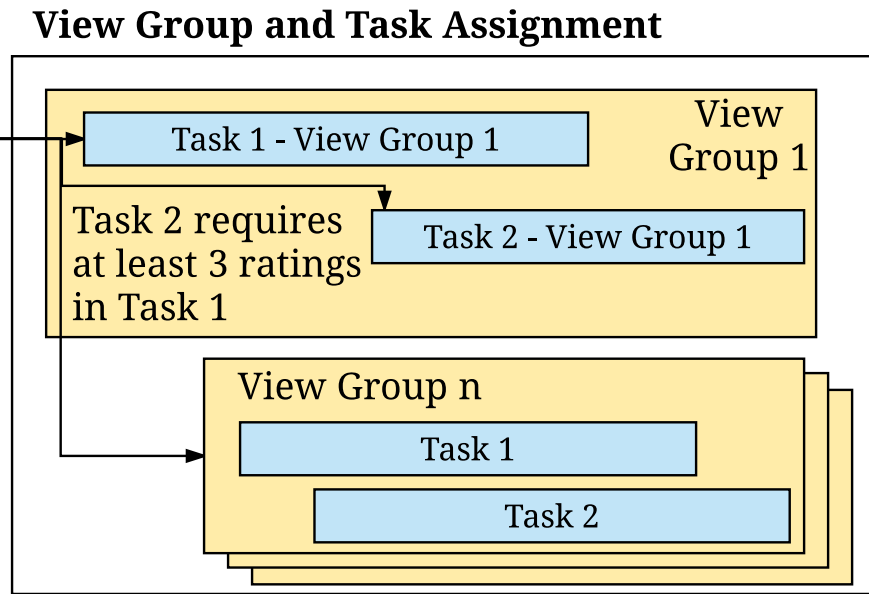 View Group and Task Assignment
Task 1 - View Group 1
View
Group 1
Task 2 requires
at least 3 ratings
in Task 1
Task 2 - View Group 1
View Group n
Task 1
Task 2